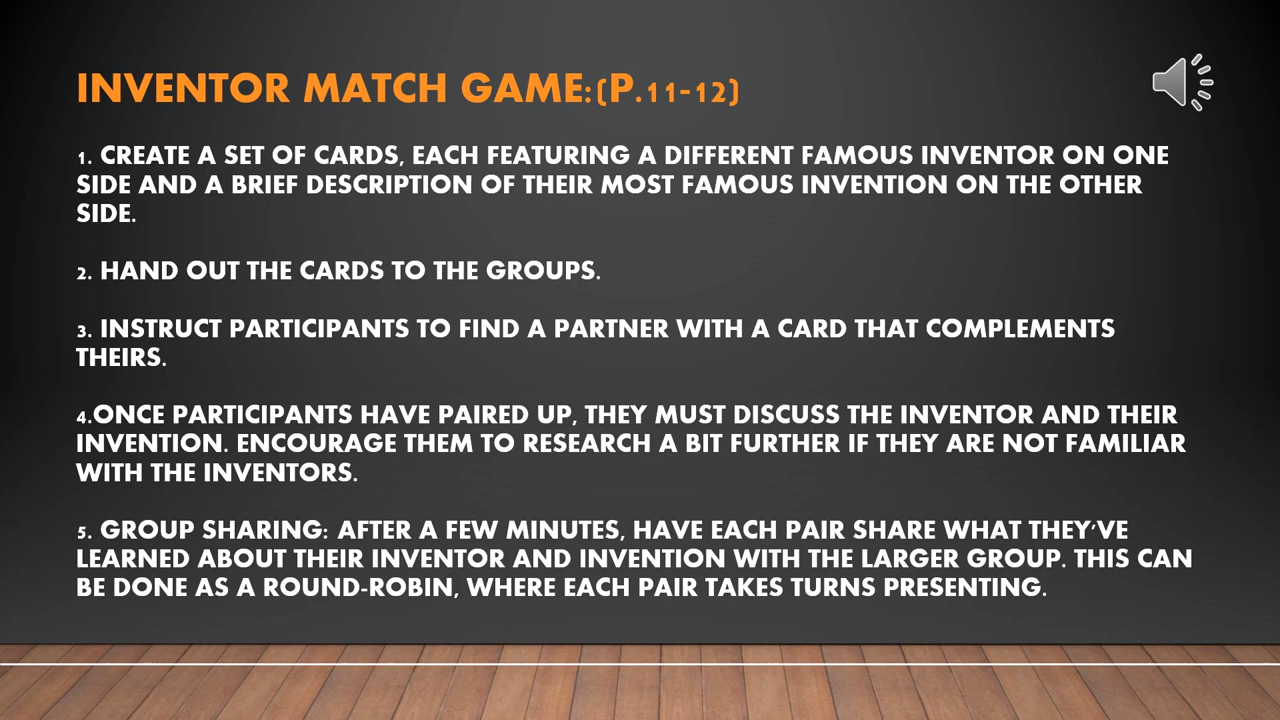 INVENTOR MATCH GAME:(P.11-12)
1. CREATE A SET OF CARDS, EACH FEATURING A DIFFERENT FAMOUS INVENTOR ON ONE
SIDE AND A BRIEF DESCRIPTION OF THEIR MOST FAMOUS INVENTION ON THE OTHER
SIDE.
2. HAND OUT THE CARDS TO THE GROUPS.
3. INSTRUCT PARTICIPANTS TO FIND A PARTNER WITH A CARD THAT COMPLEMENTS
THEIRS.
4.ONCE PARTICIPANTS HAVE PAIRED UP, THEY MUST DISCUSS THE INVENTOR AND THEIR
INVENTION. ENCOURAGE THEM TO RESEARCH A BIT FURTHER IF THEY ARE NOT FAMILIAR
WITH THE INVENTORS.
5. GROUP SHARING: AFTER A FEW MINUTES, HAVE EACH PAIR SHARE WHAT THEY'VE
LEARNED ABOUT THEIR INVENTOR AND INVENTION WITH THE LARGER GROUP. THIS CAN
BE DONE AS A ROUND-ROBIN, WHERE EACH PAIR TAKES TURNS PRESENTING.